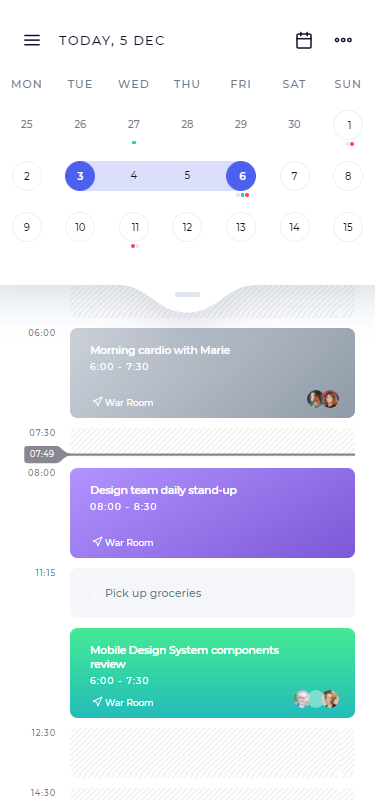 TODAY, 5 DEC
MON TUE WED THU FRI SAT SUN
25 26 27 28 29 30 1
2 3 4 5 6 7 8
9 10 11 12 13 14 15
06:00
Morning cardio with Marie
6:00 - 7:30
War Room
07:30
07:49
08:00
Design team daily stand-up
08:00 - 8:30
War Room
11:15
Pick up groceries
Mobile Design System components
review
6:00 - 7:30
War Room
12:30
14:30